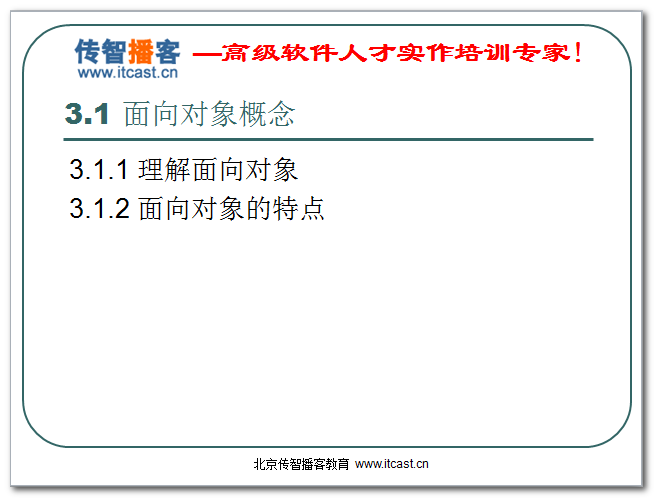 传智播客 —高级软件人才实作培训专家！
www.itcast.cn
3.1 面向对象概念
3.1.1 理解面向对象
3.1.2 面向对象的特点
北京传智播客教育 www.itcast.cn